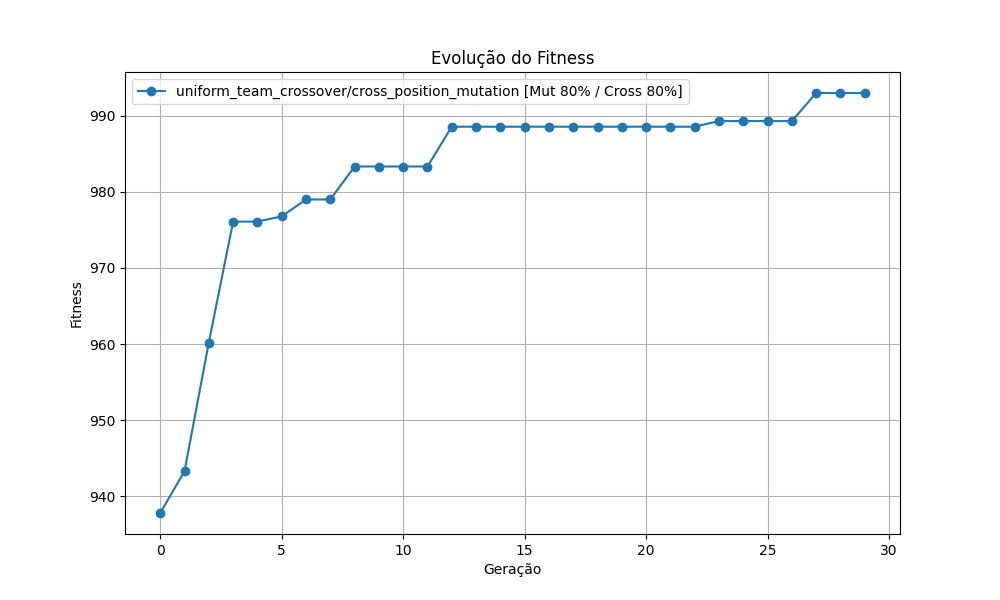 Evolução do Fitness
uniform_team_crossover/cross_position_mutation [Mut 80% / Cross 80%]
990
980
970
960
950
940
Fitness
0 5 10 15 20 25 30
Geração